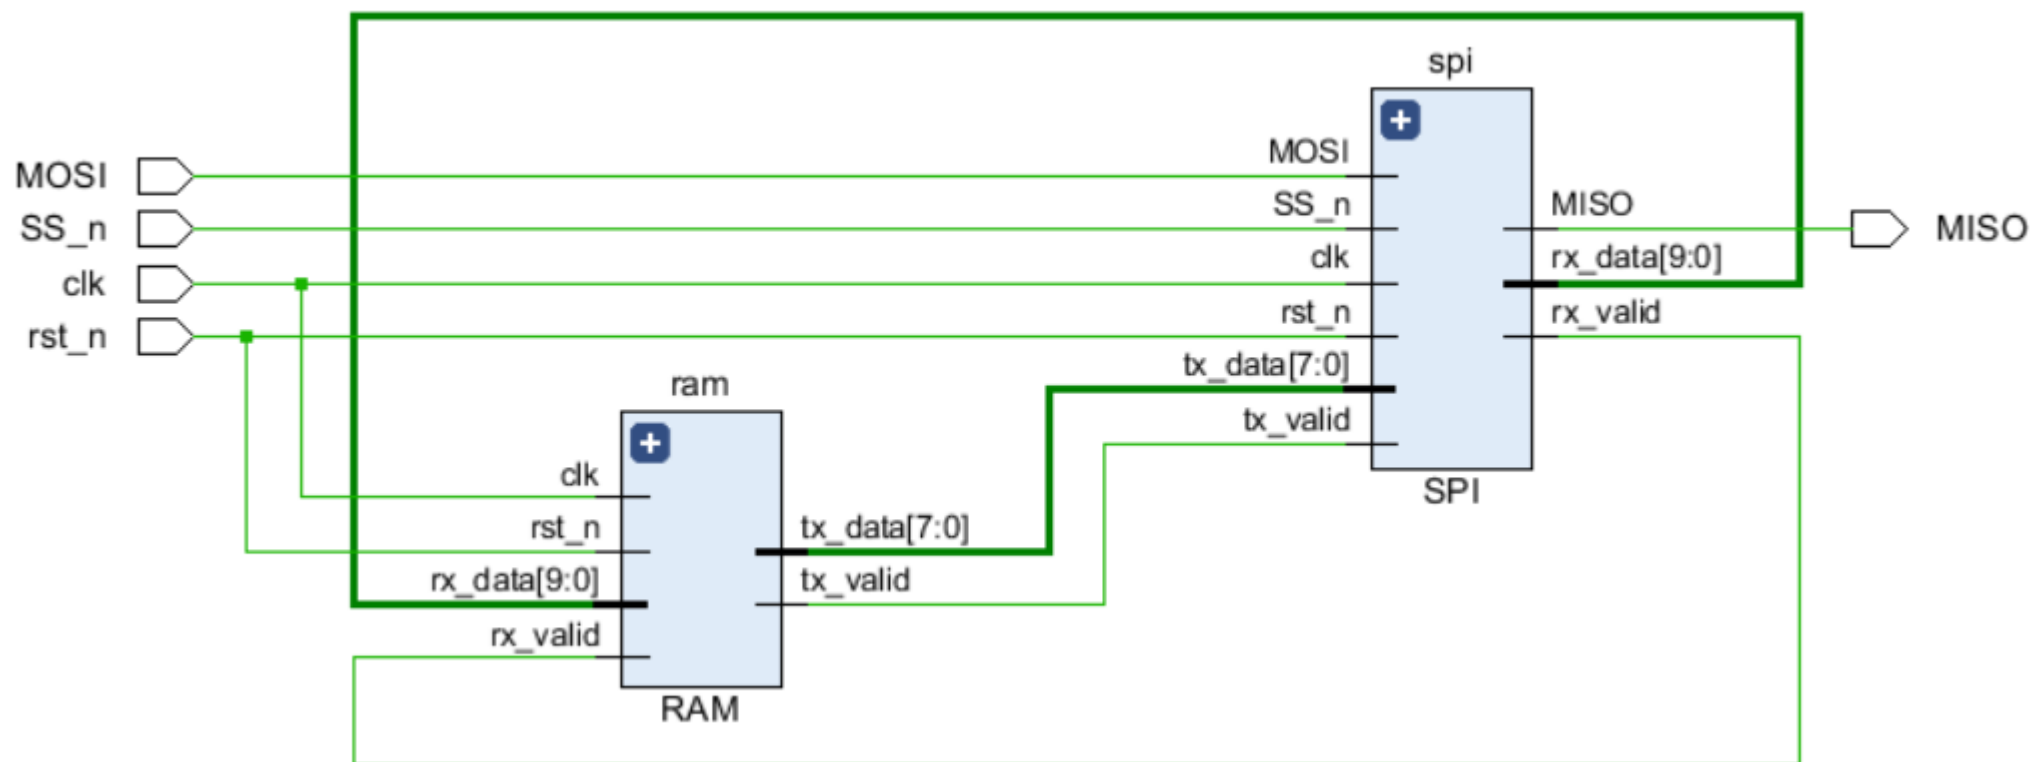 spi
MOSI
MOSI
SS_n
MISO
SS_n
MISO
clk
rx_data[9:0]
clk
rst_n
rx_valid
rst_n
tx_data[7:0]
ram
tx_valid
clk
SPI
rst_n
tx_data[7:0]
rx_data[9:0]
tx_valid
rx_valid
RAM